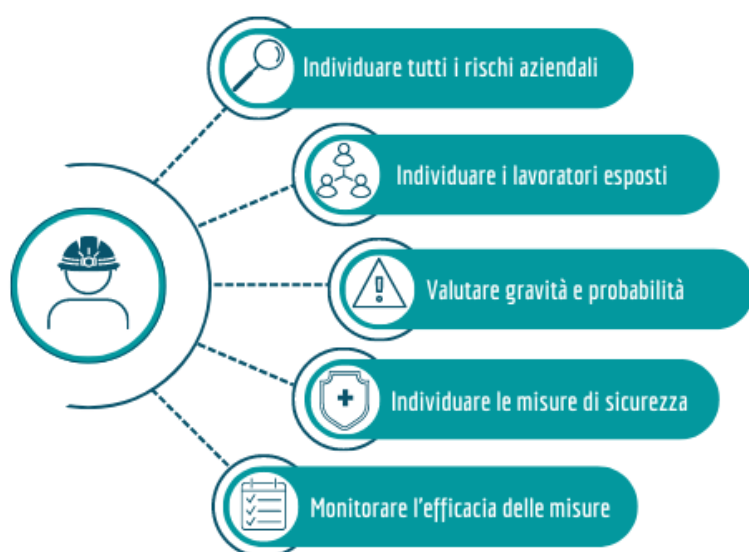 Individuare tutti i rischi aziendali
Individuare i lavoratori esposti
Valutare gravità e probabilità
Individuare le misure di sicurezza
Monitorare l'efficacia delle misure